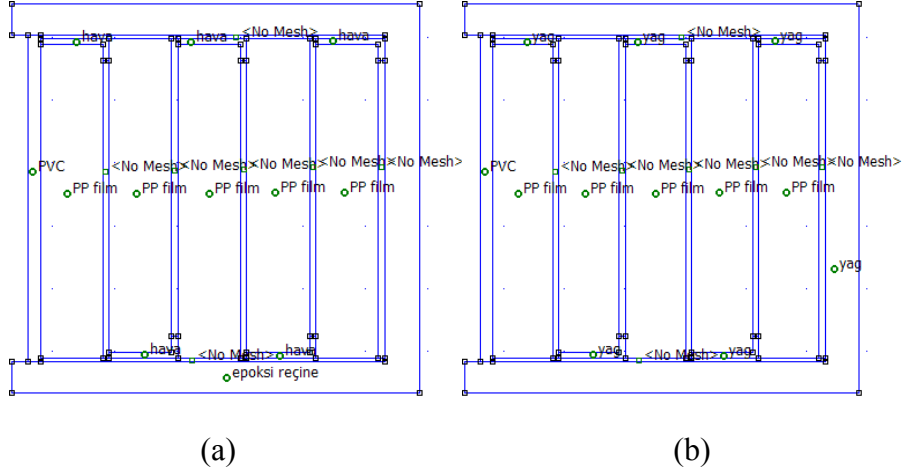 hava hava <No Mesh> hava
yag yag <No Mesh> yag
PVC <No Mesh> <No Mesh> <No Mesh> <No Mesh> <No Mesh>
PVC <No Mesh> <No Mesh> <No Mesh> <No Mesh> <No Mesh>
PP film PP film PP film PP film PP film
PP film PP film PP film PP film PP film
yag
hava <No Mesh> hava
yag <No Mesh> yag
epoksi reçine
(a) (b)